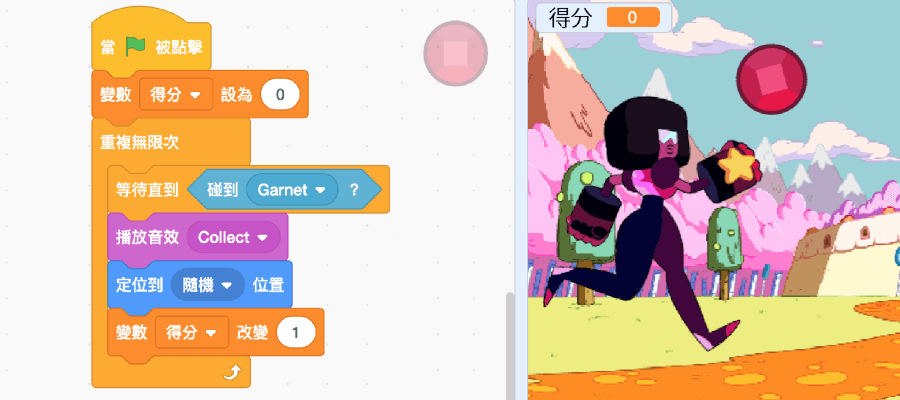 當 被點擊
變數 得分 設為 0
重複無限次
等待直到 碰到 Garnet ?
播放音效 Collect
定位到 隨機 位置
變數 得分 改變 1
得分 0